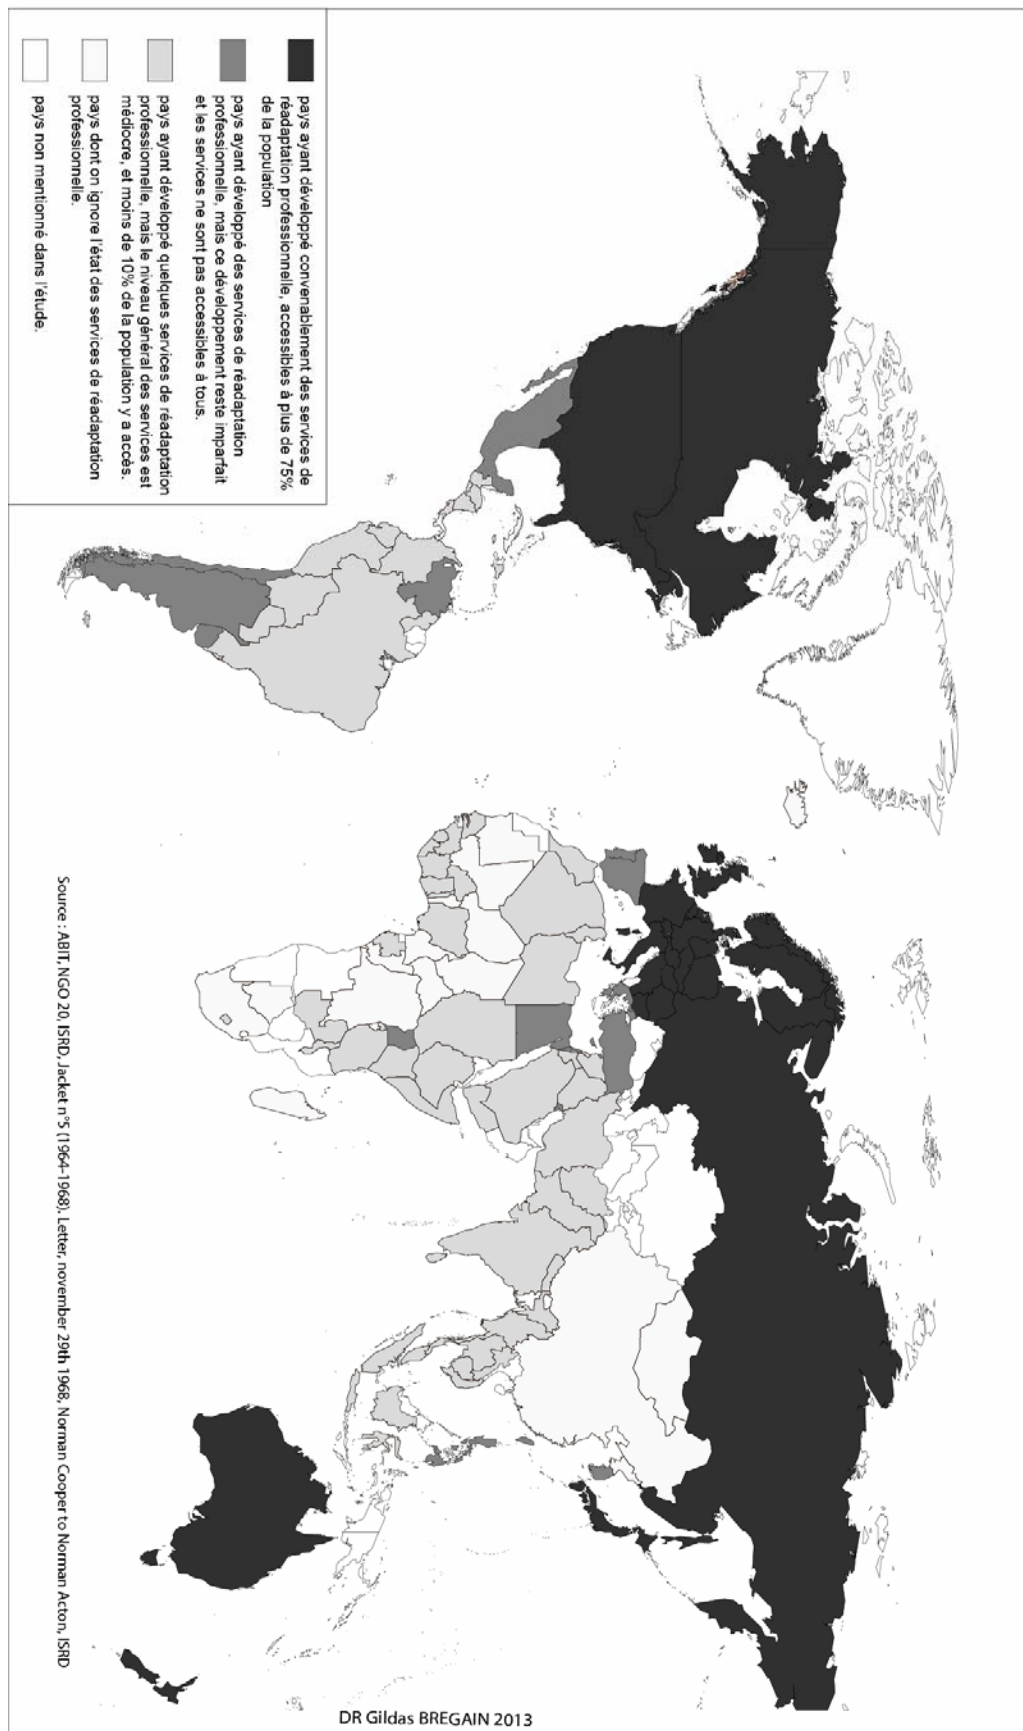 pays ayant développé convenablement des services de
réadaptation professionnelle, accessibles à plus de 75%
de la population
pays ayant développé des services de réadaptation
professionnelle, mais ce développement reste imparfait
et les services ne sont pas accessibles à tous.
pays ayant développé quelques services de réadaptation
professionnelle, mais le niveau général des services est
médiocre, et moins de 10% de la population y a accès.
pays dont on ignore l'état des services de réadaptation
professionnelle.
pays non mentionné dans l'étude.
Source : ABIT, NGO 20, ISRD, Jacket n°5 (1964-1968). Letter, november 29th 1968, Norman Cooper to Norman Acton, ISRD
DR Gildas BREGAIN 2013